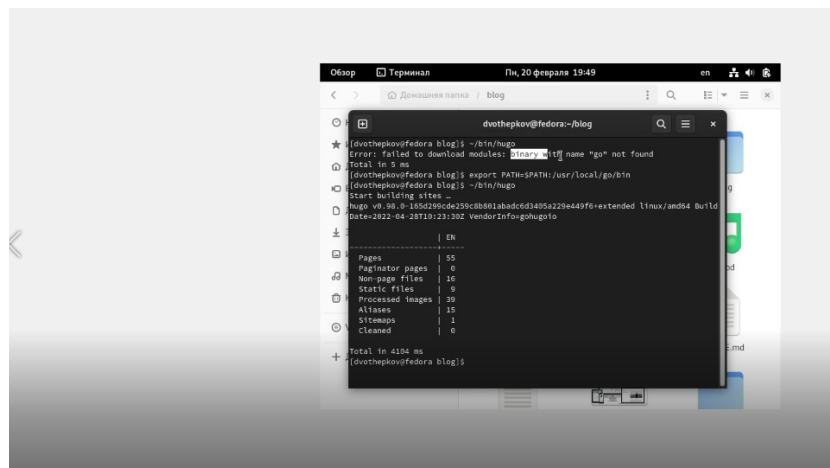 Обзор Терминал Пн, 20 февраля 19:49 en
Домашняя папка / blog
dvothepkov@fedora:~/blog
[dvothepkov@fedora blog]$ ~/bin/hugo
Error: failed to download modules: binary with name "go" not found
Total in 5 ms
[dvothepkov@fedora blog]$ export PATH=$PATH:/usr/local/go/bin
[dvothepkov@fedora blog]$ ~/bin/hugo
Start building sites …
hugo v0.98.0-165d299cde259c8b801abadc6d3405a229e449f6+extended linux/amd64 Build
Date=2022-04-28T10:23:30Z VendorInfo=gohugoio
| EN
-------------------+-----
Pages | 55
Paginator pages | 0
Non-page files | 16
Static files | 9
Processed images | 39
Aliases | 15
Sitemaps | 1
Cleaned | 0
Total in 4104 ms
[dvothepkov@fedora blog]$